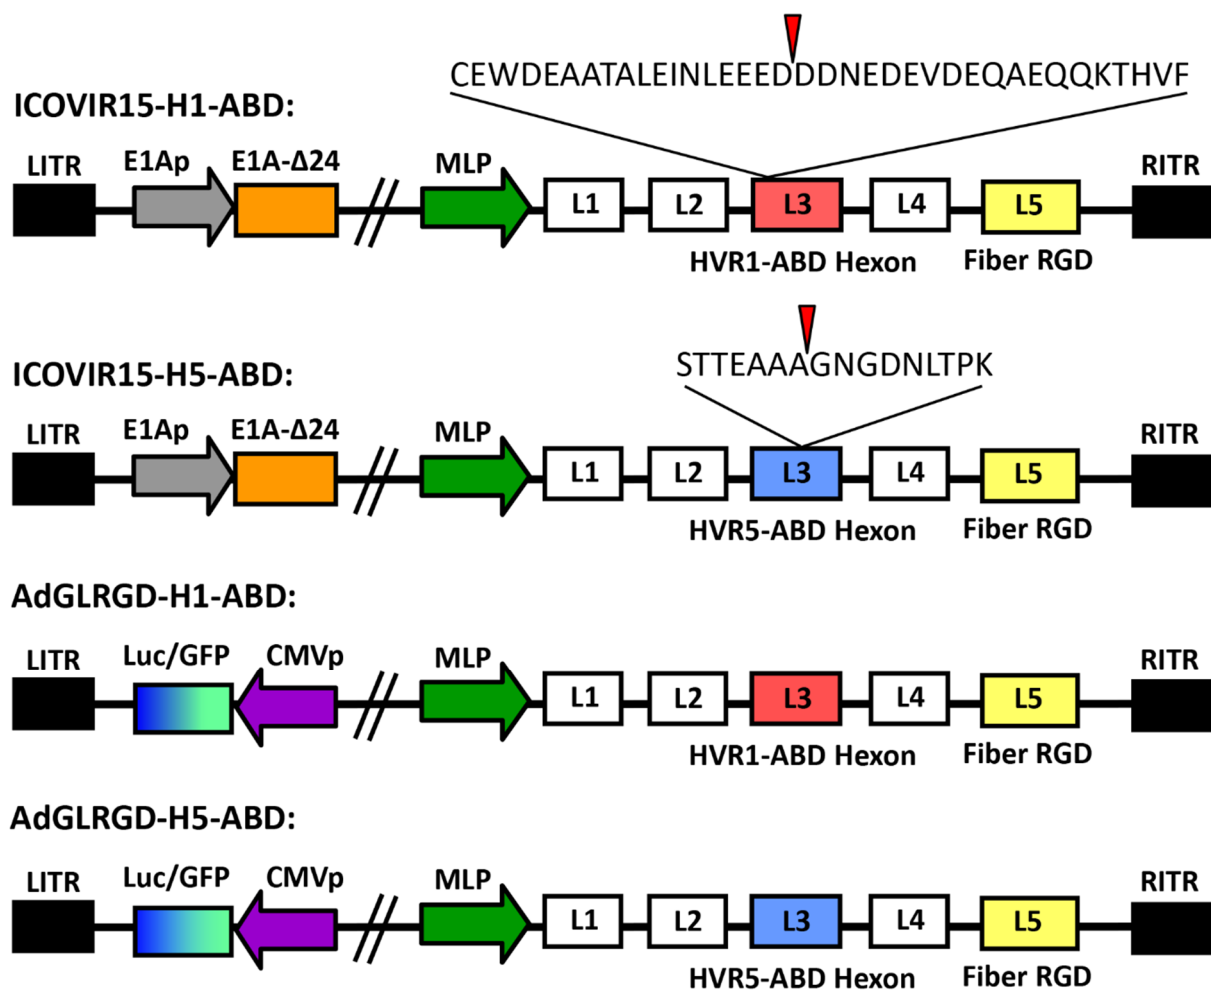 CEWDEAATALEINLEEEDDDNEDEVDEQAEQQKTHVF
ICOVIR15-H1-ABD:
LITR E1Ap E1A-Δ24 MLP RITR
L1 L2 L3 L4 L5
HVR1-ABD Hexon Fiber RGD
STTEAAAGNGDNLTPK
ICOVIR15-H5-ABD:
LITR E1Ap E1A-Δ24 MLP RITR
L1 L2 L3 L4 L5
HVR5-ABD Hexon Fiber RGD
AdGLRGD-H1-ABD:
LITR Luc/GFP CMVp MLP RITR
L1 L2 L3 L4 L5
HVR1-ABD Hexon Fiber RGD
AdGLRGD-H5-ABD:
LITR Luc/GFP CMVp MLP RITR
L1 L2 L3 L4 L5
HVR5-ABD Hexon Fiber RGD